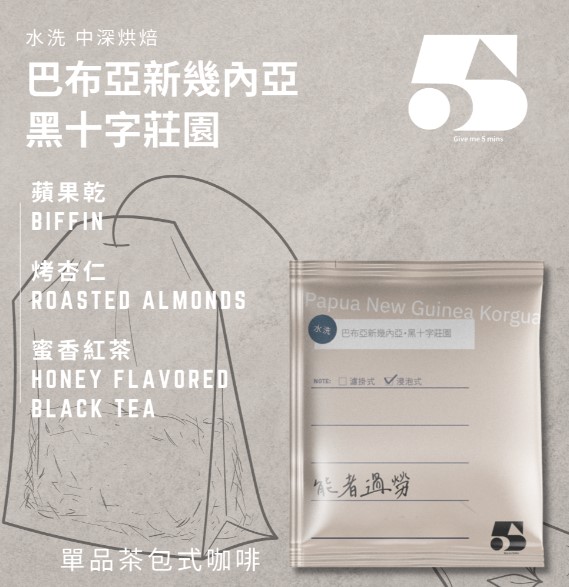 水洗 中深烘焙
巴布亞新幾內亞
黑十字莊園
5
Give me 5 mins
蘋果乾
BIFFIN
烤杏仁
ROASTED ALMONDS
蜜香紅茶
HONEY FLAVORED
BLACK TEA
Papua New Guinea Korgua
水洗 巴布亞新幾內亞•黑十字莊園
NOTE: 濾掛式 浸泡式
能者過勞
5
單品茶包式咖啡